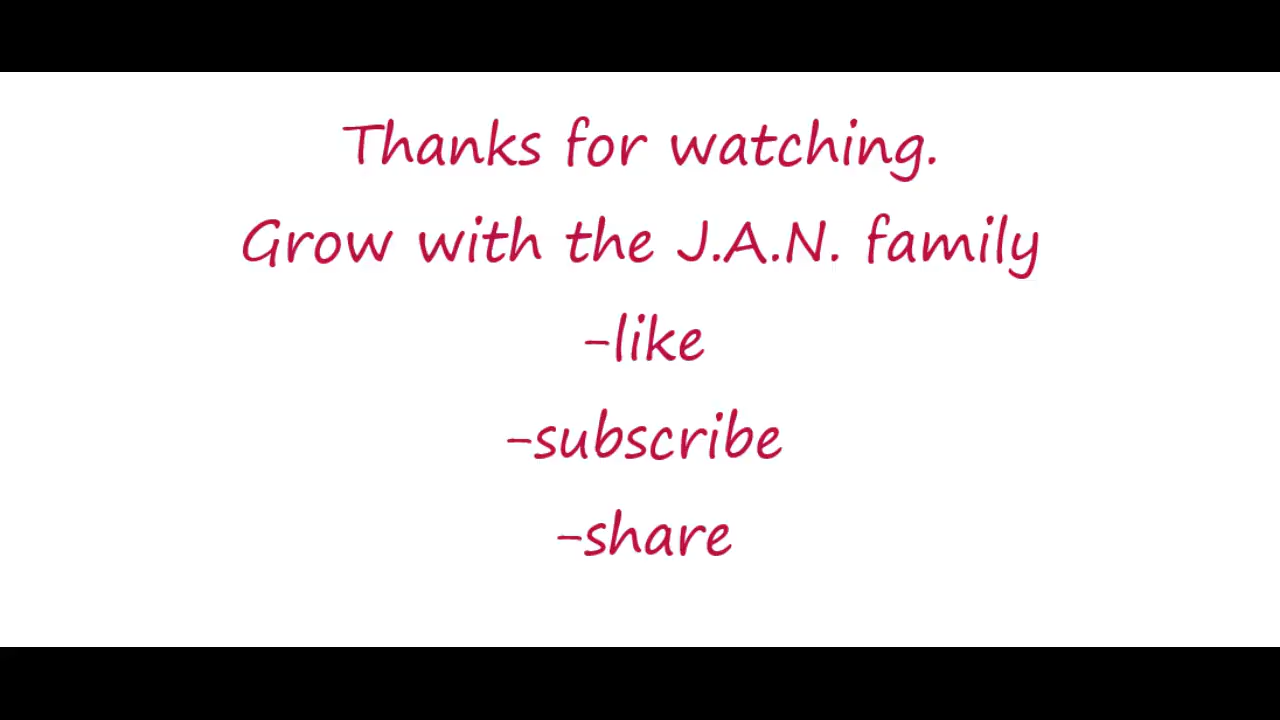 Thanks for watching.
Grow with the J.A.N. family
-like
-subscribe
-share